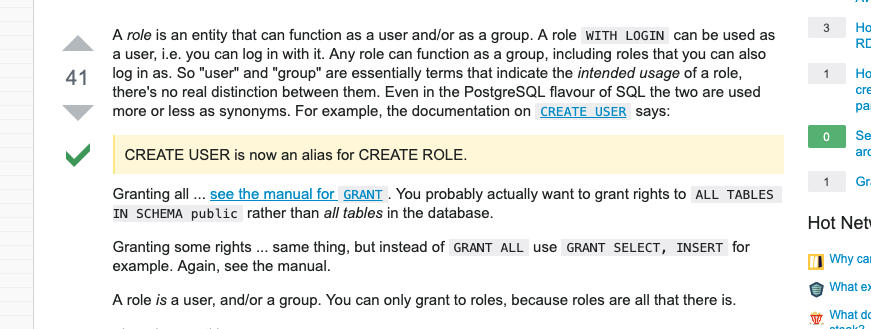 A role is an entity that can function as a user and/or as a group. A role WITH LOGIN can be used as
a user, i.e. you can log in with it. Any role can function as a group, including roles that you can also
log in as. So "user" and "group" are essentially terms that indicate the intended usage of a role,
there's no real distinction between them. Even in the PostgreSQL flavour of SQL the two are used
more or less as synonyms. For example, the documentation on CREATE USER says:
41
CREATE USER is now an alias for CREATE ROLE.
Granting all ... see the manual for GRANT . You probably actually want to grant rights to ALL TABLES
IN SCHEMA public rather than all tables in the database.
Granting some rights ... same thing, but instead of GRANT ALL use GRANT SELECT, INSERT for
example. Again, see the manual.
A role is a user, and/or a group. You can only grant to roles, because roles are all that there is.
3
Ho
RD
1
Ho
cre
pa
0
Se
arc
1
Gr
Hot Netw
Why ca
What ex
What do